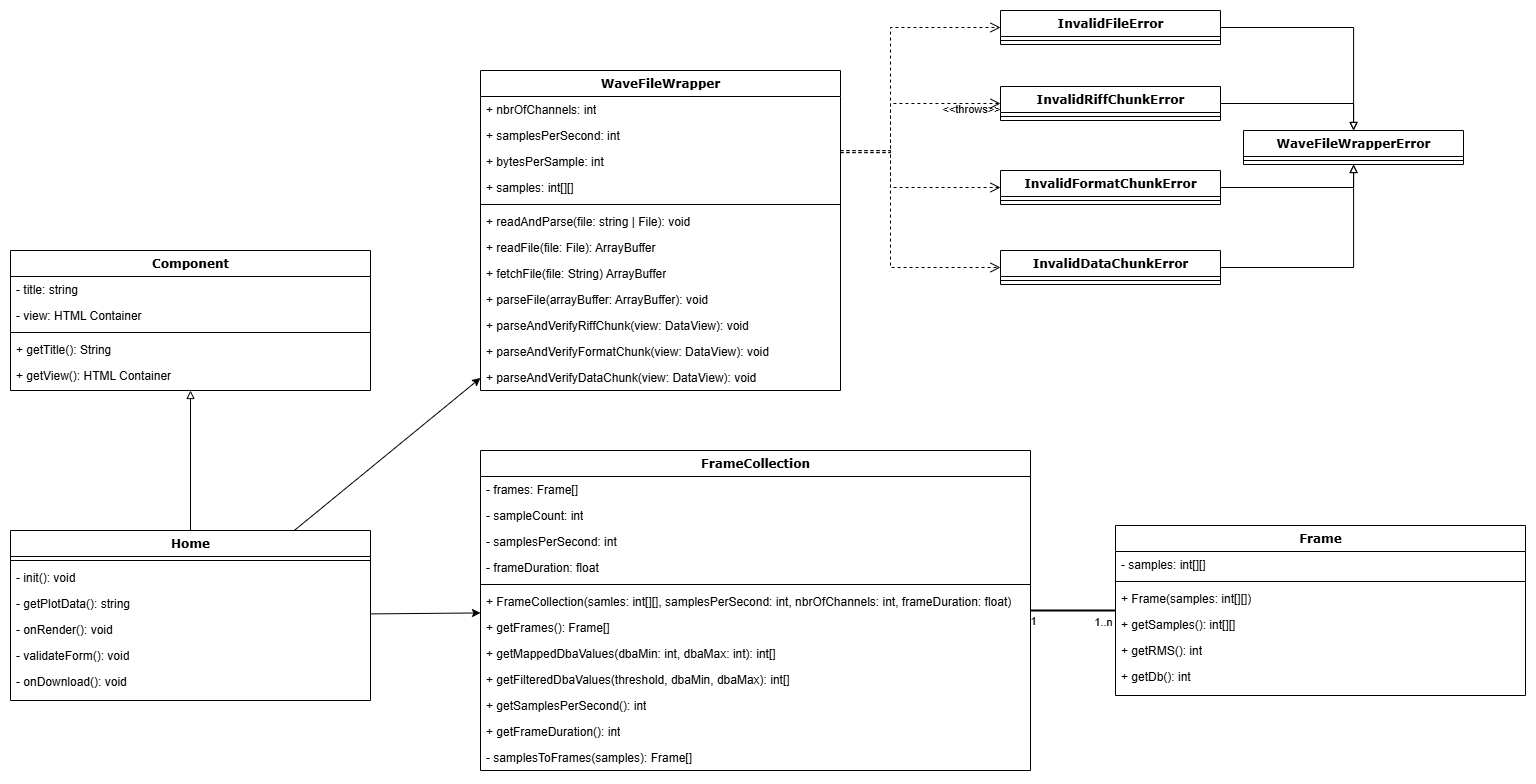 InvalidFileError
InvalidRiffChunkError
<<throws>>
WaveFileWrapperError
InvalidFormatChunkError
InvalidDataChunkError
WaveFileWrapper
+ nbrOfChannels: int
+ samplesPerSecond: int
+ bytesPerSample: int
+ samples: int[][]
+ readAndParse(file: string | File): void
+ readFile(file: File): ArrayBuffer
+ fetchFile(file: String) ArrayBuffer
+ parseFile(arrayBuffer: ArrayBuffer): void
+ parseAndVerifyRiffChunk(view: DataView): void
+ parseAndVerifyFormatChunk(view: DataView): void
+ parseAndVerifyDataChunk(view: DataView): void
Component
- title: string
- view: HTML Container
+ getTitle(): String
+ getView(): HTML Container
Home
- init(): void
- getPlotData(): string
- onRender(): void
- validateForm(): void
- onDownload(): void
FrameCollection
- frames: Frame[]
- sampleCount: int
- samplesPerSecond: int
- frameDuration: float
+ FrameCollection(samles: int[][], samplesPerSecond: int, nbrOfChannels: int, frameDuration: float)
+ getFrames(): Frame[]
+ getMappedDbaValues(dbaMin: int, dbaMax: int): int[]
+ getFilteredDbaValues(threshold, dbaMin, dbaMax): int[]
+ getSamplesPerSecond(): int
+ getFrameDuration(): int
- samplesToFrames(samples): Frame[]
1
1..n
Frame
- samples: int[][]
+ Frame(samples: int[][])
+ getSamples(): int[][]
+ getRMS(): int
+ getDb(): int